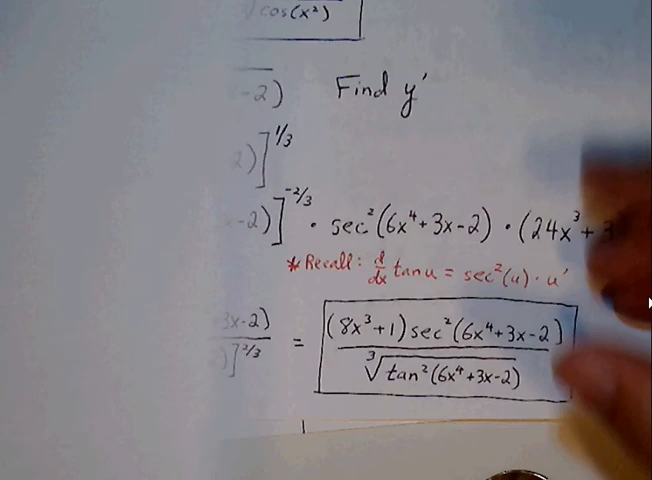 cos(x²)
-2) Find y'
2)]^1/3
-2)]^-2/3 · sec²(6x⁴+3x-2) · (24x³+3
*Recall: d/dx tan u = sec²(u) · u'
3x-2) / )]^2/3 = (8x³+1) sec²(6x⁴+3x-2) / ∛tan²(6x⁴+3x-2)